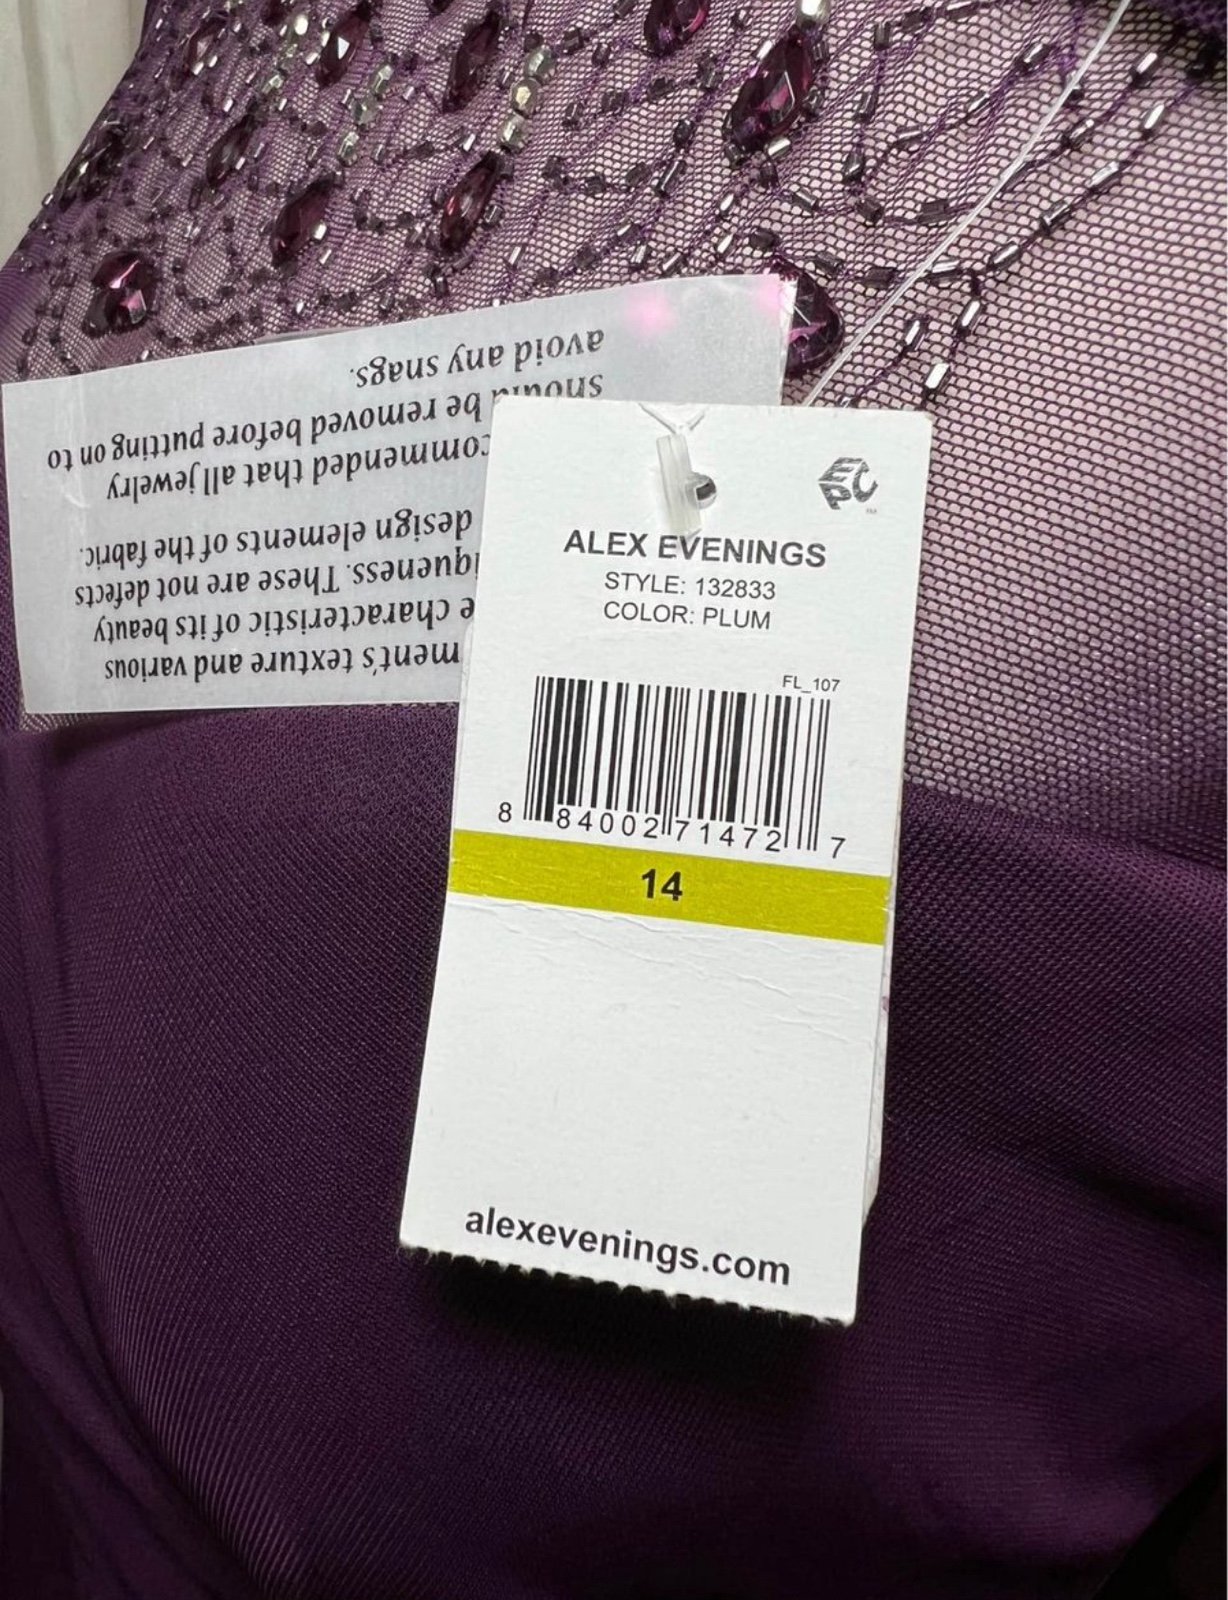 EPC
ALEX EVENINGS
STYLE: 132833
COLOR: PLUM
FL_107
8 84002 71472 7
14
alexevenings.com
ment's texture and various
characteristic of its beauty
These are not defects
design elements of the fabric.
that all jewelry
should be removed before putting on to
avoid any snags.